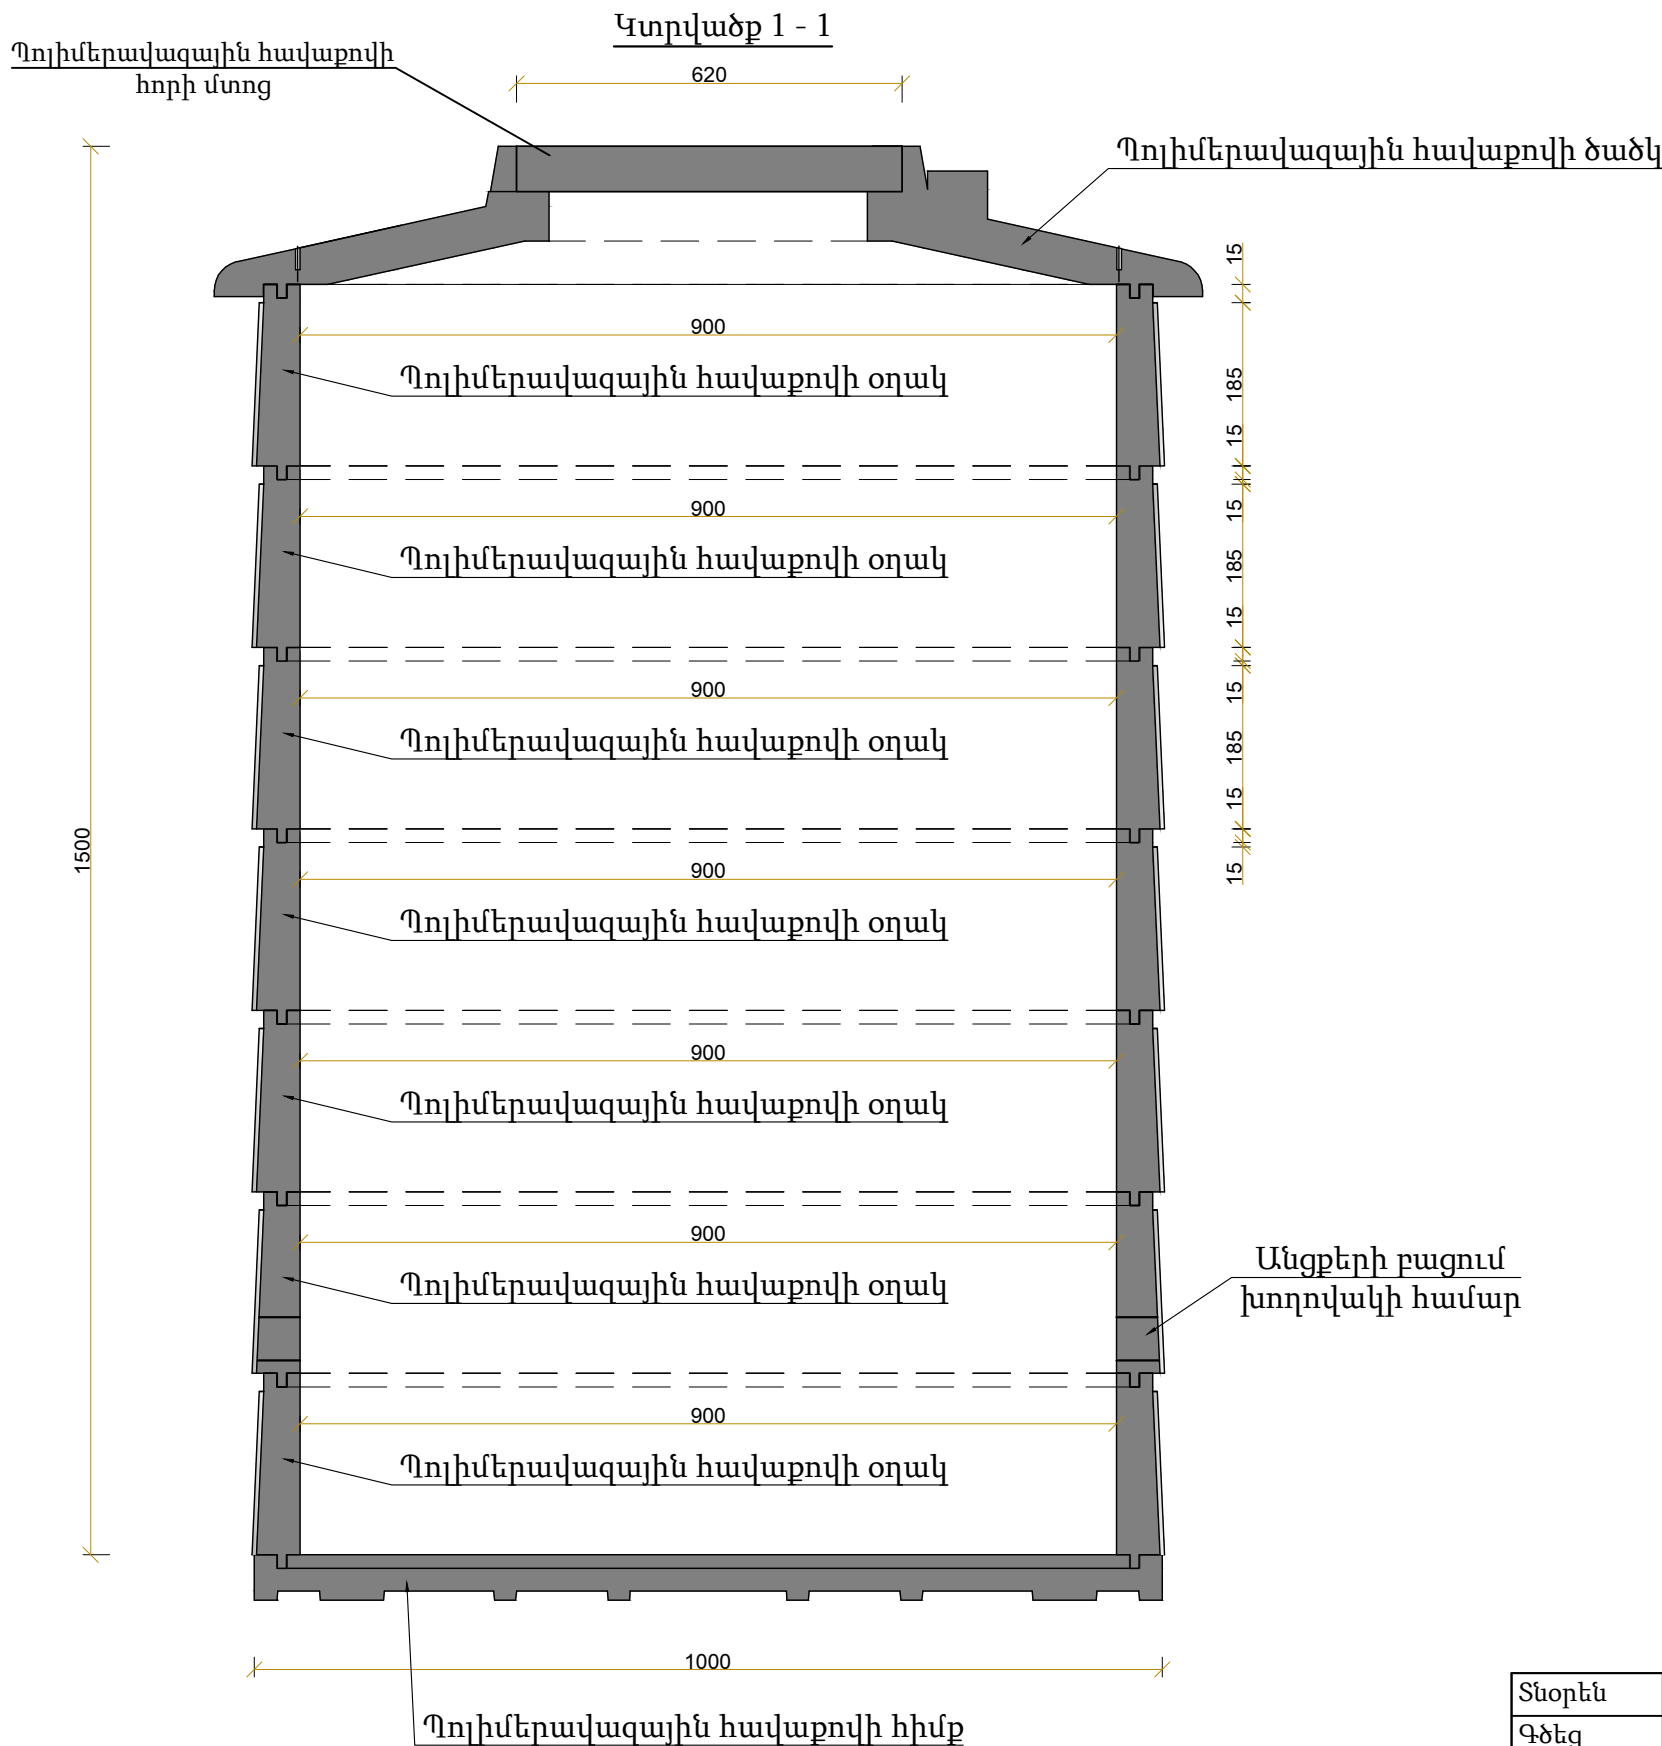 Կտրվածք 1 - 1
Պոլիմերավազային հավաքովի
հորի մտոց
620
Պոլիմերավազային հավաքովի ծածկ
15
900
Պոլիմերավազային հավաքովի օղակ
185
15
900
15
Պոլիմերավազային հավաքովի օղակ
185
15
900
15
Պոլիմերավազային հավաքովի օղակ
185
15
1500
900
15
Պոլիմերավազային հավաքովի օղակ
900
Պոլիմերավազային հավաքովի օղակ
900
Պոլիմերավազային հավաքովի օղակ
Անցքերի բացում
խողովակի համար
900
Պոլիմերավազային հավաքովի օղակ
1000
Պոլիմերավազային հավաքովի հիմք
Տնօրեն
Գծեց